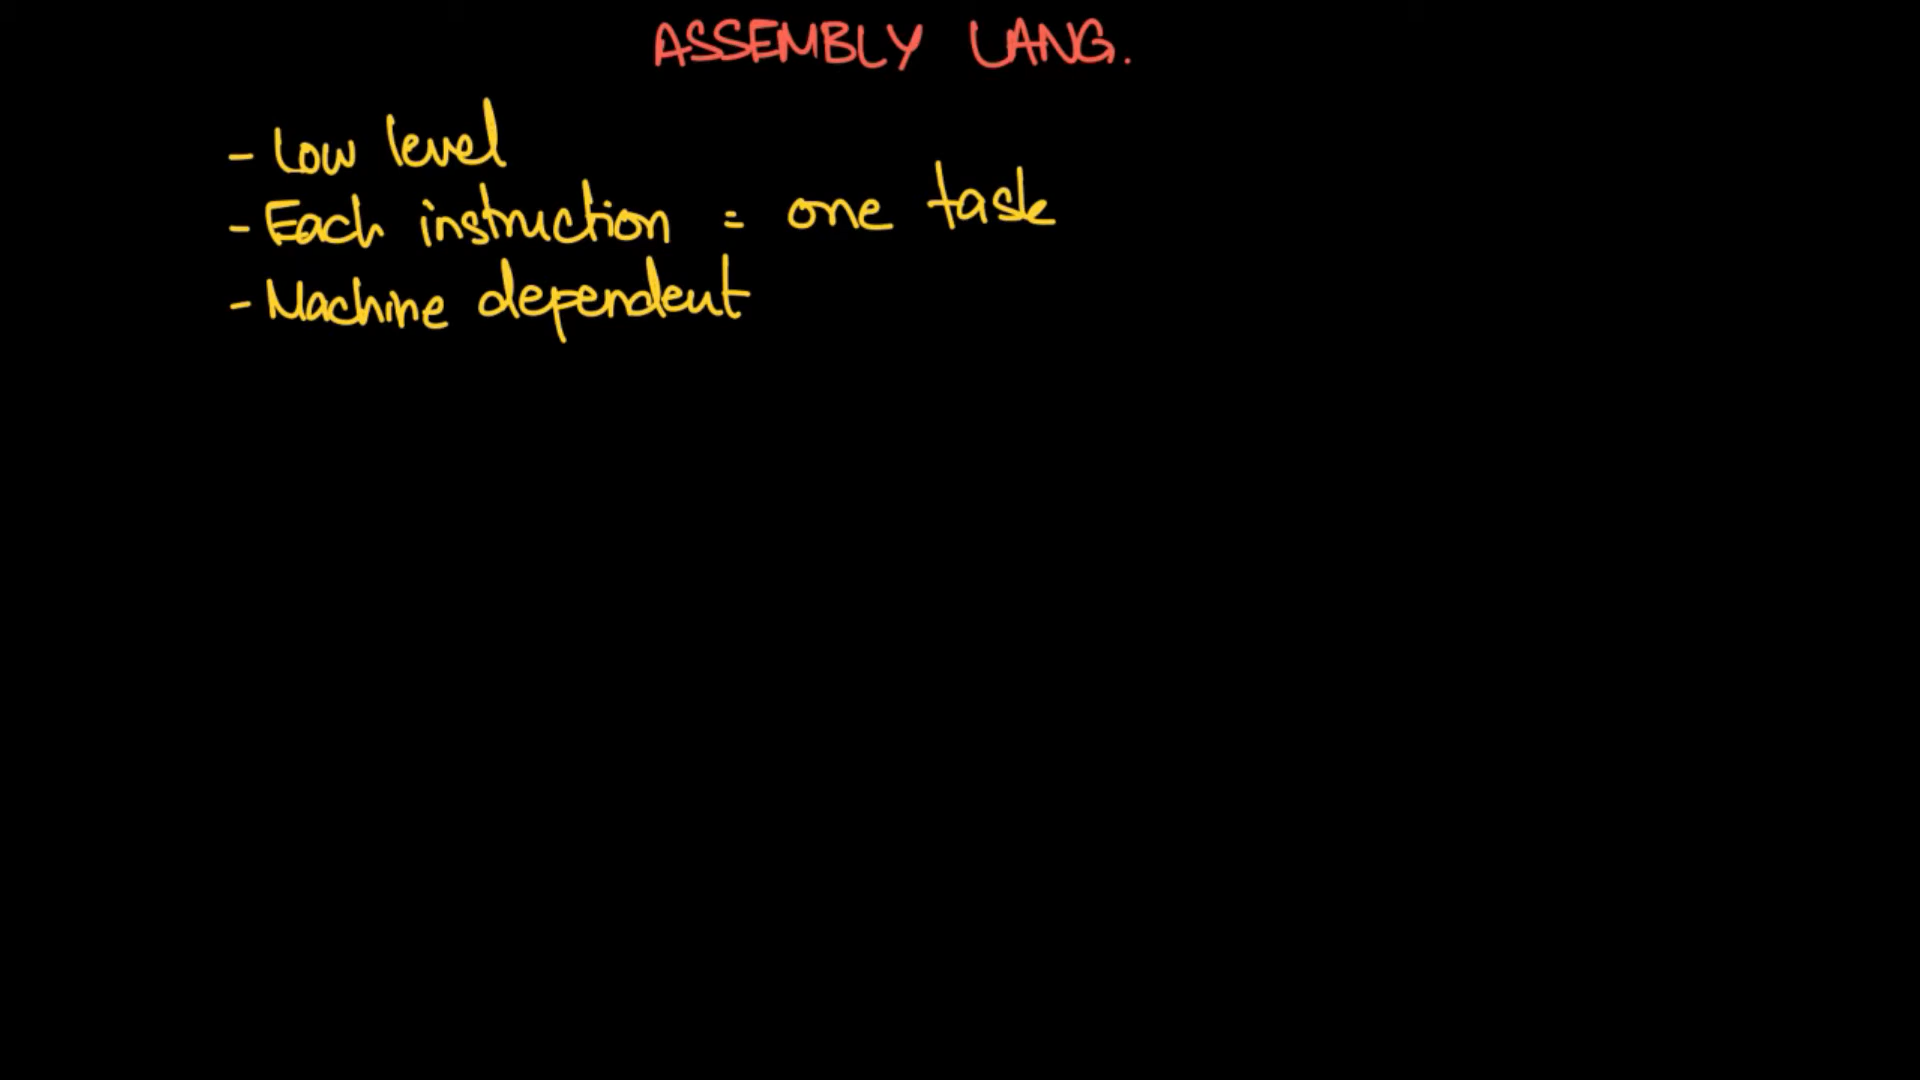 ASSEMBLY LANG.
- Low level
- Each instruction = one task
- Machine dependent